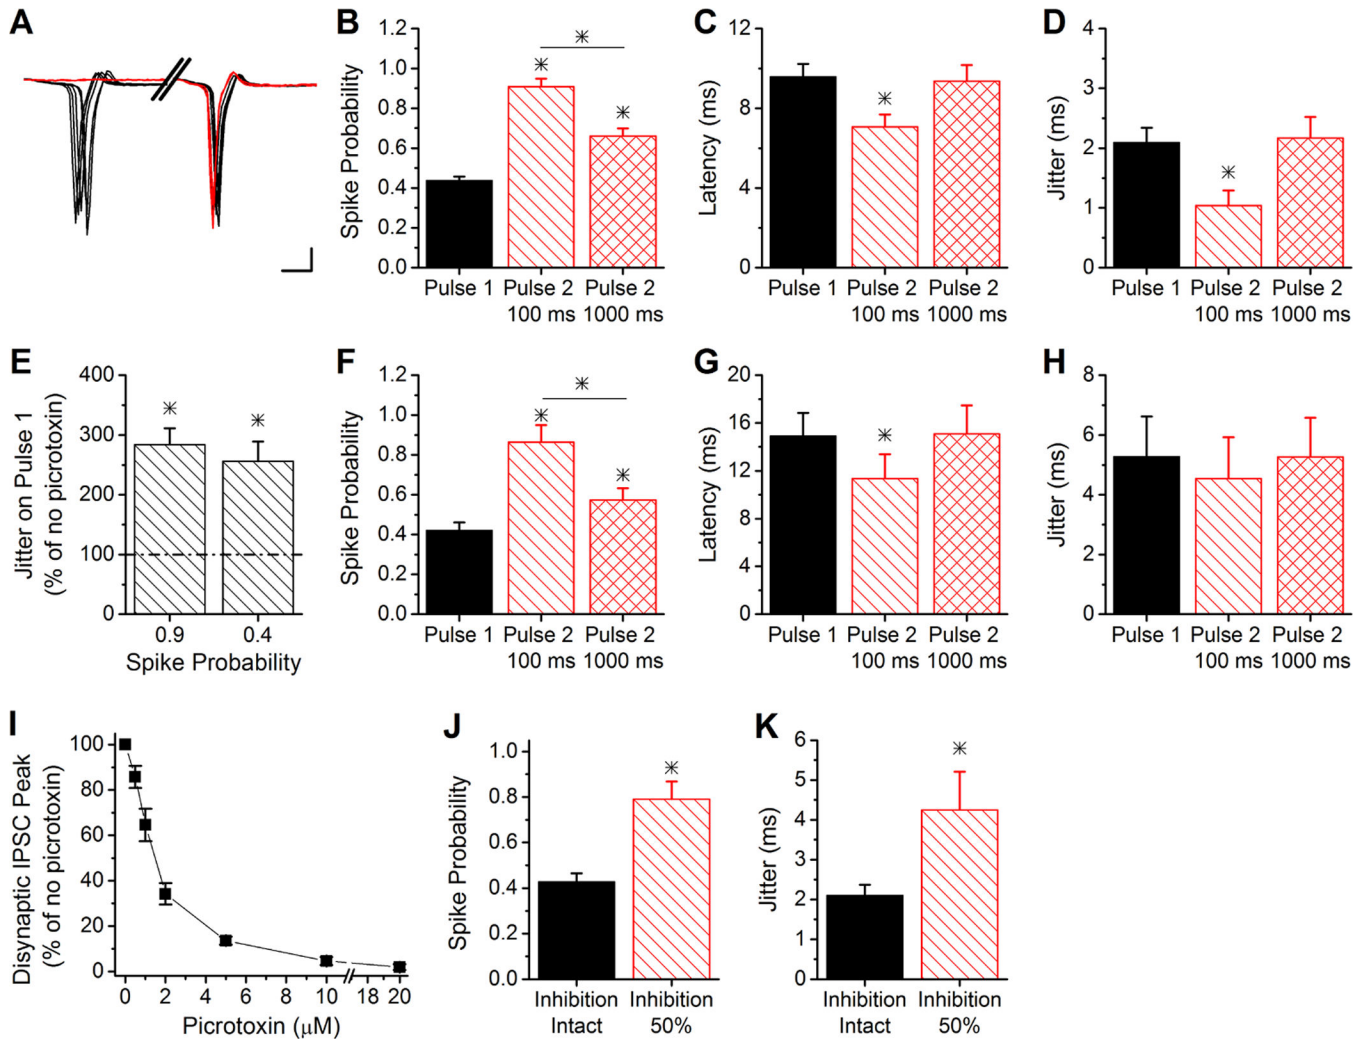 A
B
Spike Probability
1.2
1.0
0.8
0.6
0.4
0.2
0.0
Pulse 1 Pulse 2 Pulse 2
100 ms 1000 ms
C
Latency (ms)
12
8
4
0
Pulse 1 Pulse 2 Pulse 2
100 ms 1000 ms
D
Jitter (ms)
4
3
2
1
0
Pulse 1 Pulse 2 Pulse 2
100 ms 1000 ms
E
Jitter on Pulse 1
(% of no picrotoxin)
400
300
200
100
0
0.9 0.4
Spike Probability
F
Spike Probability
1.2
1.0
0.8
0.6
0.4
0.2
0.0
Pulse 1 Pulse 2 Pulse 2
100 ms 1000 ms
G
Latency (ms)
20
16
12
8
4
0
Pulse 1 Pulse 2 Pulse 2
100 ms 1000 ms
H
Jitter (ms)
8
6
4
2
0
Pulse 1 Pulse 2 Pulse 2
100 ms 1000 ms
I
Disynaptic IPSC Peak
(% of no picrotoxin)
100
80
60
40
20
0
0 2 4 6 8 10 18 20
Picrotoxin (μM)
J
Spike Probability
1.0
0.8
0.6
0.4
0.2
0.0
Inhibition Inhibition
Intact 50%
K
Jitter (ms)
6
5
4
3
2
1
0
Inhibition Inhibition
Intact 50%